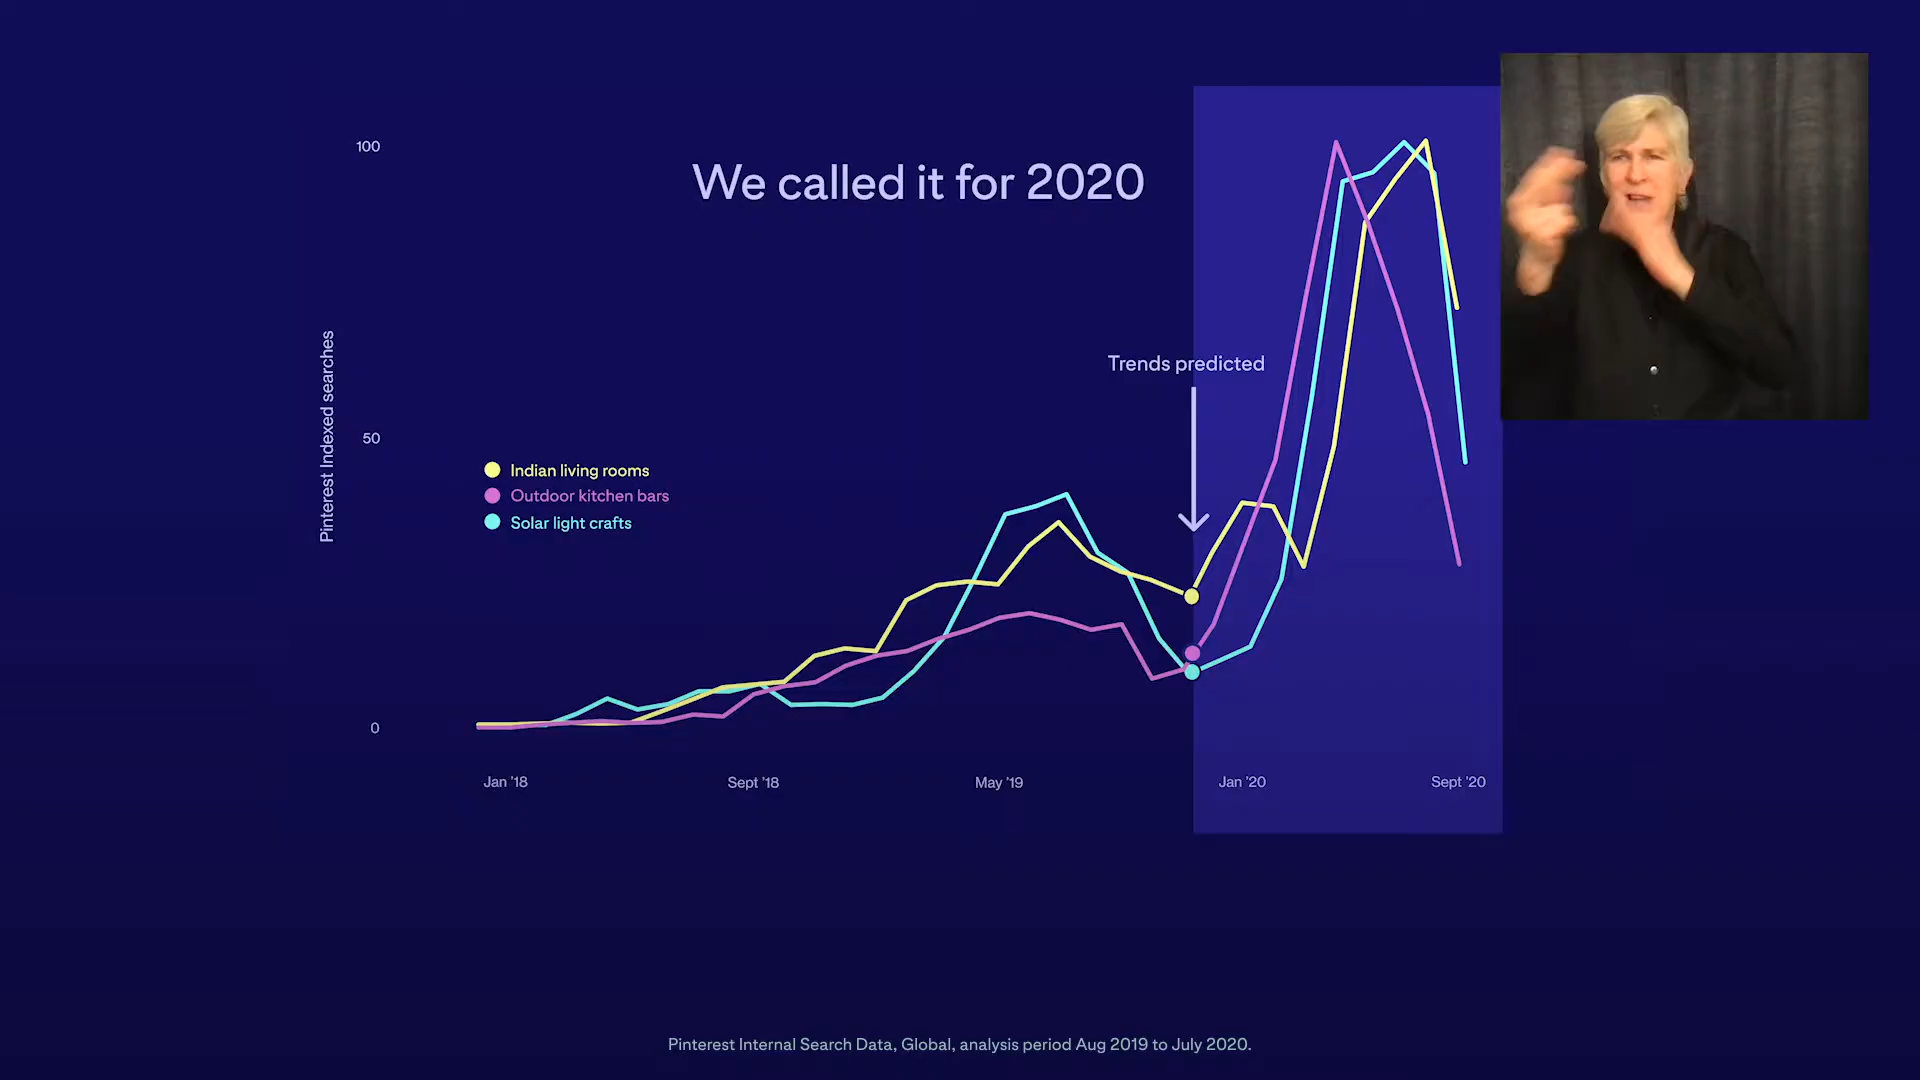 We called it for 2020
100
50
0
Pinterest Indexed searches
Trends predicted
Indian living rooms
Outdoor kitchen bars
Solar light crafts
Jan '18
Sept '18
May '19
Jan '20
Sept '20
Pinterest Internal Search Data, Global, analysis period Aug 2019 to July 2020.